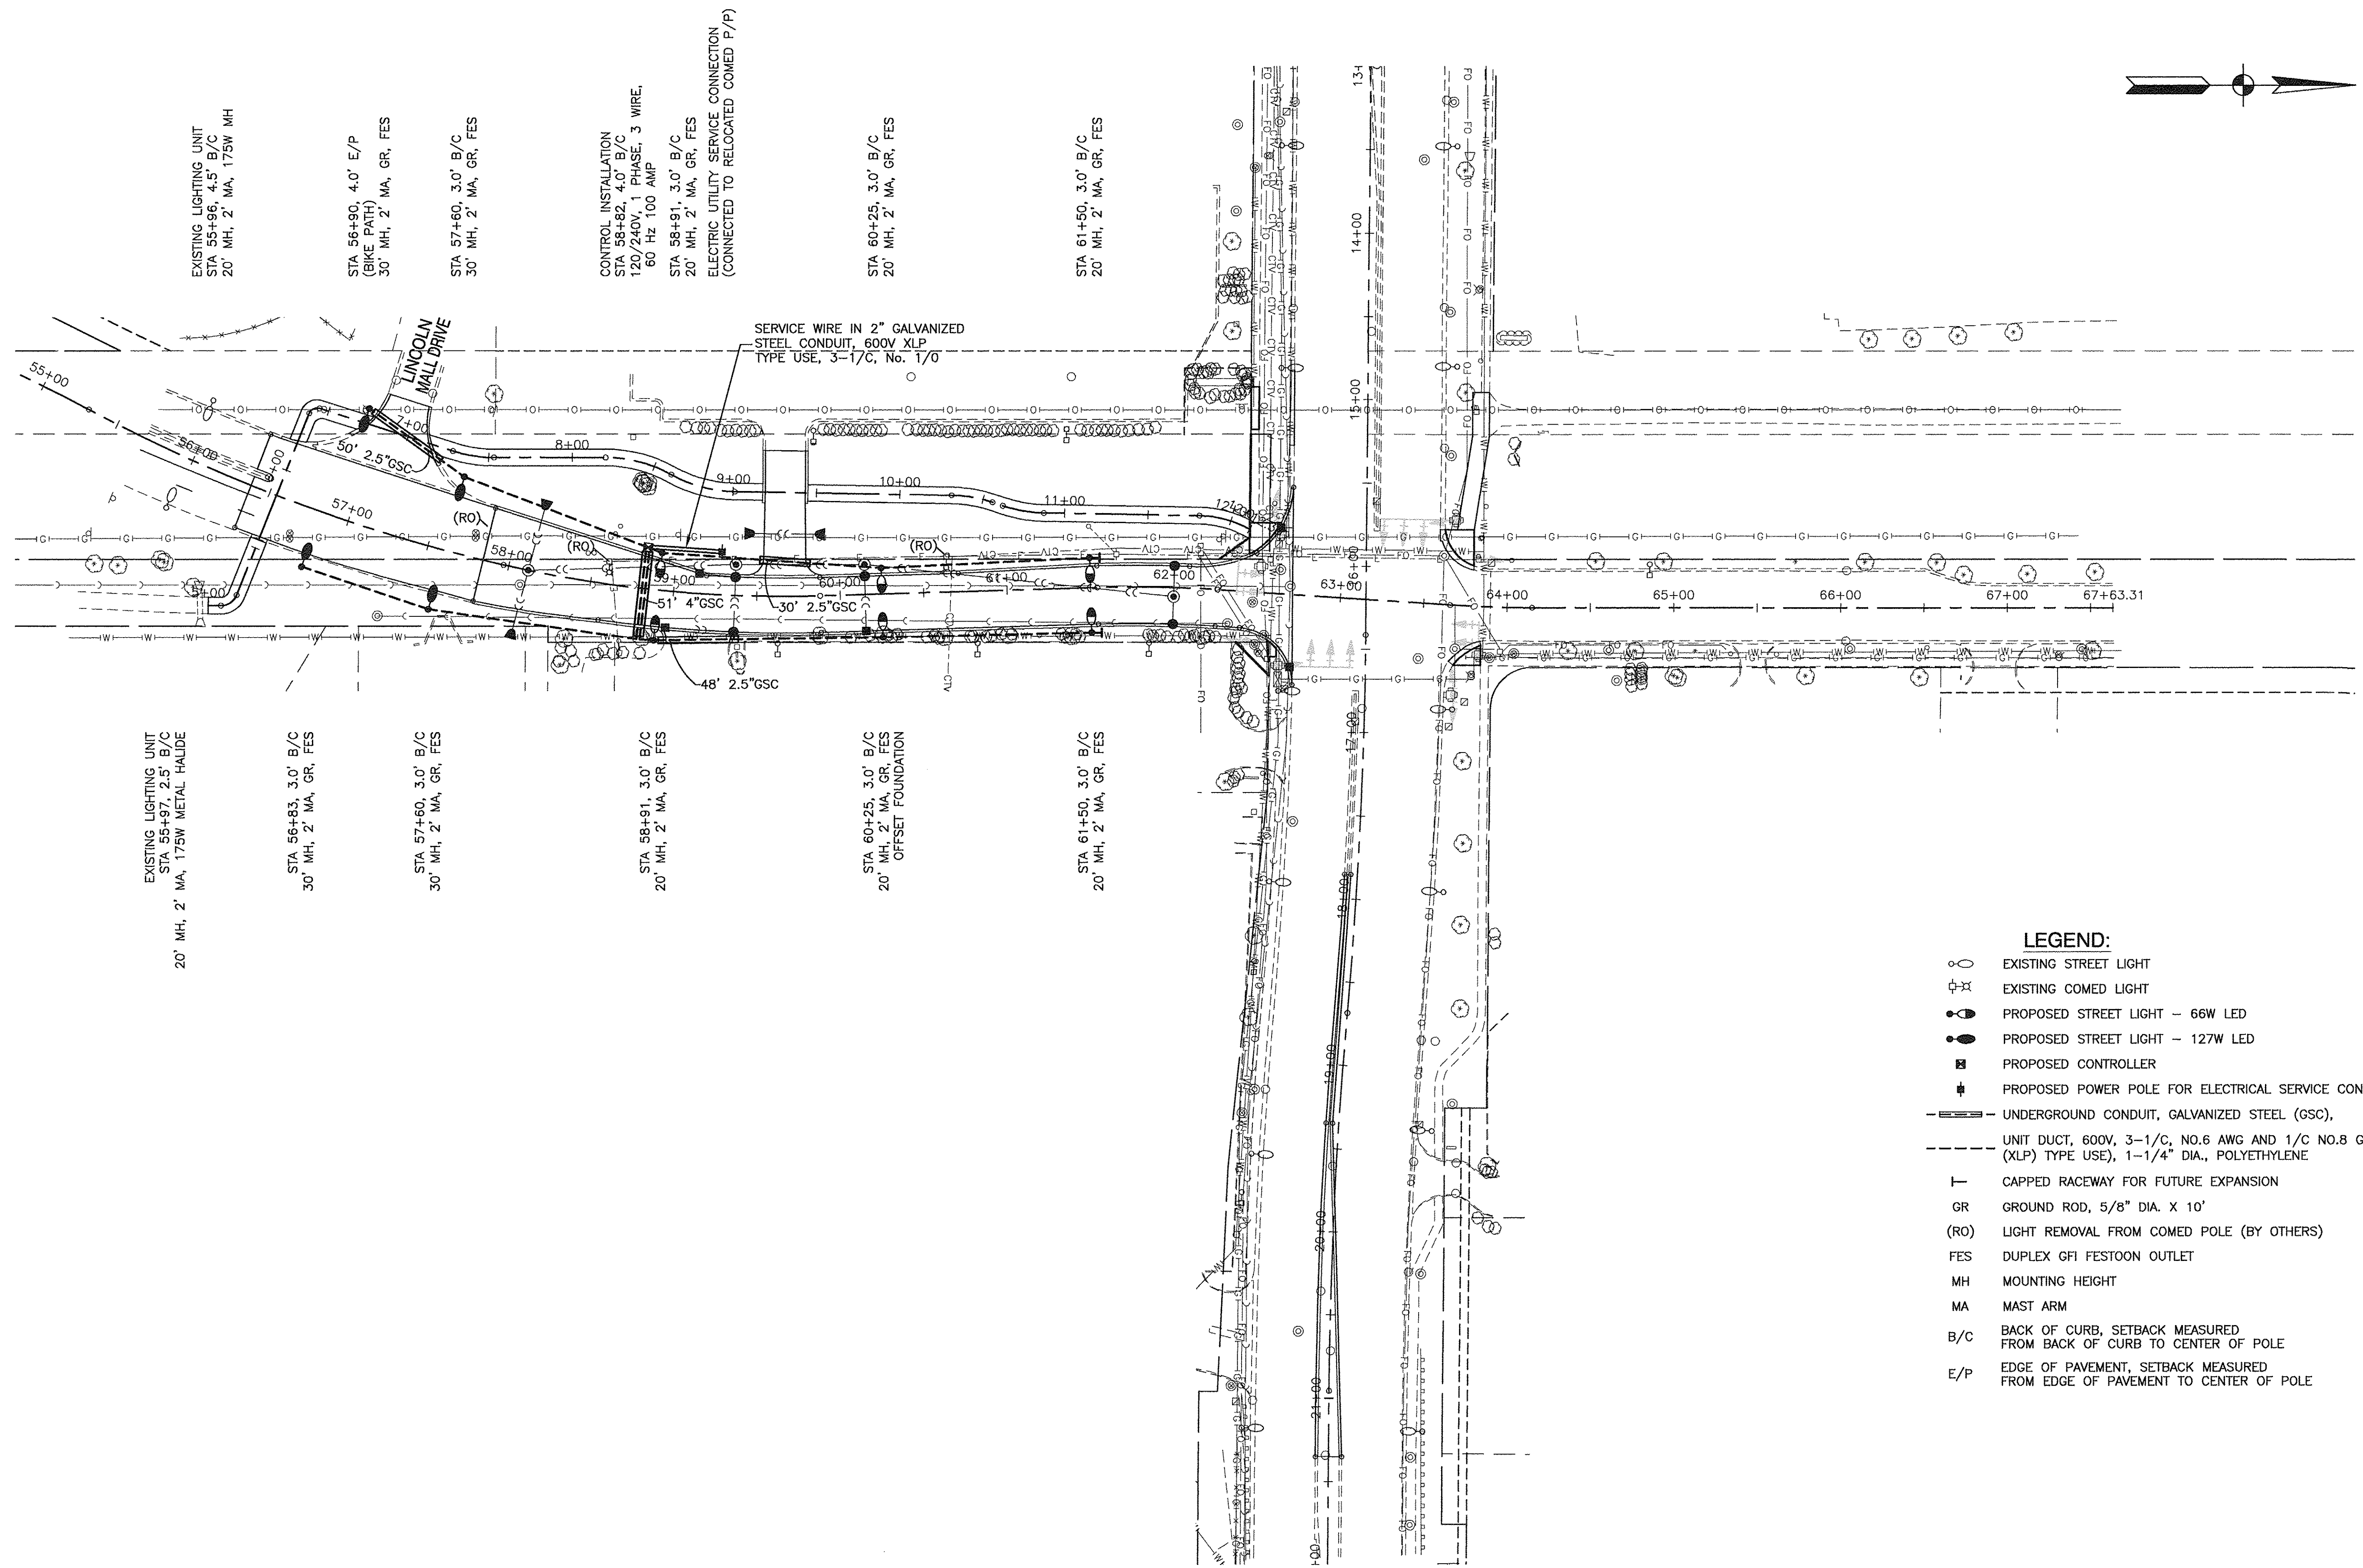 EXISTING LIGHTING UNIT
STA 55+96, 4.5' B/C
20' MH, 2' MA, 175W MH
STA 56+90, 4.0' E/P
(BIKE PATH)
30' MH, 2' MA, GR, FES
STA 57+60, 3.0' B/C
30' MH, 2' MA, GR, FES
CONTROL INSTALLATION
STA 58+82, 4.0' B/C
120/240V, 1 PHASE, 3 WIRE,
60 Hz 100 AMP
STA 58+91, 3.0' B/C
20' MH, 2' MA, GR, FES
ELECTRIC UTILITY SERVICE CONNECTION
(CONNECTED TO RELOCATED COMED P/P)
STA 60+25, 3.0' B/C
20' MH, 2' MA, GR, FES
STA 61+50, 3.0' B/C
20' MH, 2' MA, GR, FES
LINCOLN
MALL DRIVE
SERVICE WIRE IN 2" GALVANIZED
STEEL CONDUIT, 600V XLP
TYPE USE, 3-1/C, No. 1/0
55+00
56+00
57+00
58+00
59+00
60+00
61+00
62+00
63+00
64+00
65+00
66+00
67+00
67+63.31
8+00
9+00
10+00
11+00
14+00
15+00
16+00
17+00
18+00
19+00
20+00
21+00
50' 2.5"GSC
(RO)
(RO)
(RO)
51' 4"GSC
30' 2.5"GSC
48' 2.5"GSC
EXISTING LIGHTING UNIT
STA 55+97, 2.5' B/C
20' MH, 2' MA, 175W METAL HALIDE
STA 56+83, 3.0' B/C
30' MH, 2' MA, GR, FES
STA 57+60, 3.0' B/C
30' MH, 2' MA, GR, FES
STA 58+91, 3.0' B/C
20' MH, 2' MA, GR, FES
STA 60+25, 3.0' B/C
20' MH, 2' MA, GR, FES
OFFSET FOUNDATION
STA 61+50, 3.0' B/C
20' MH, 2' MA, GR, FES
LEGEND:
EXISTING STREET LIGHT
EXISTING COMED LIGHT
PROPOSED STREET LIGHT - 66W LED
PROPOSED STREET LIGHT - 127W LED
PROPOSED CONTROLLER
PROPOSED POWER POLE FOR ELECTRICAL SERVICE CON
UNDERGROUND CONDUIT, GALVANIZED STEEL (GSC),
UNIT DUCT, 600V, 3-1/C, NO.6 AWG AND 1/C NO.8 G
(XLP) TYPE USE), 1-1/4" DIA., POLYETHYLENE
CAPPED RACEWAY FOR FUTURE EXPANSION
GR GROUND ROD, 5/8" DIA. X 10'
(RO) LIGHT REMOVAL FROM COMED POLE (BY OTHERS)
FES DUPLEX GFI FESTOON OUTLET
MH MOUNTING HEIGHT
MA MAST ARM
B/C BACK OF CURB, SETBACK MEASURED
FROM BACK OF CURB TO CENTER OF POLE
E/P EDGE OF PAVEMENT, SETBACK MEASURED
FROM EDGE OF PAVEMENT TO CENTER OF POLE